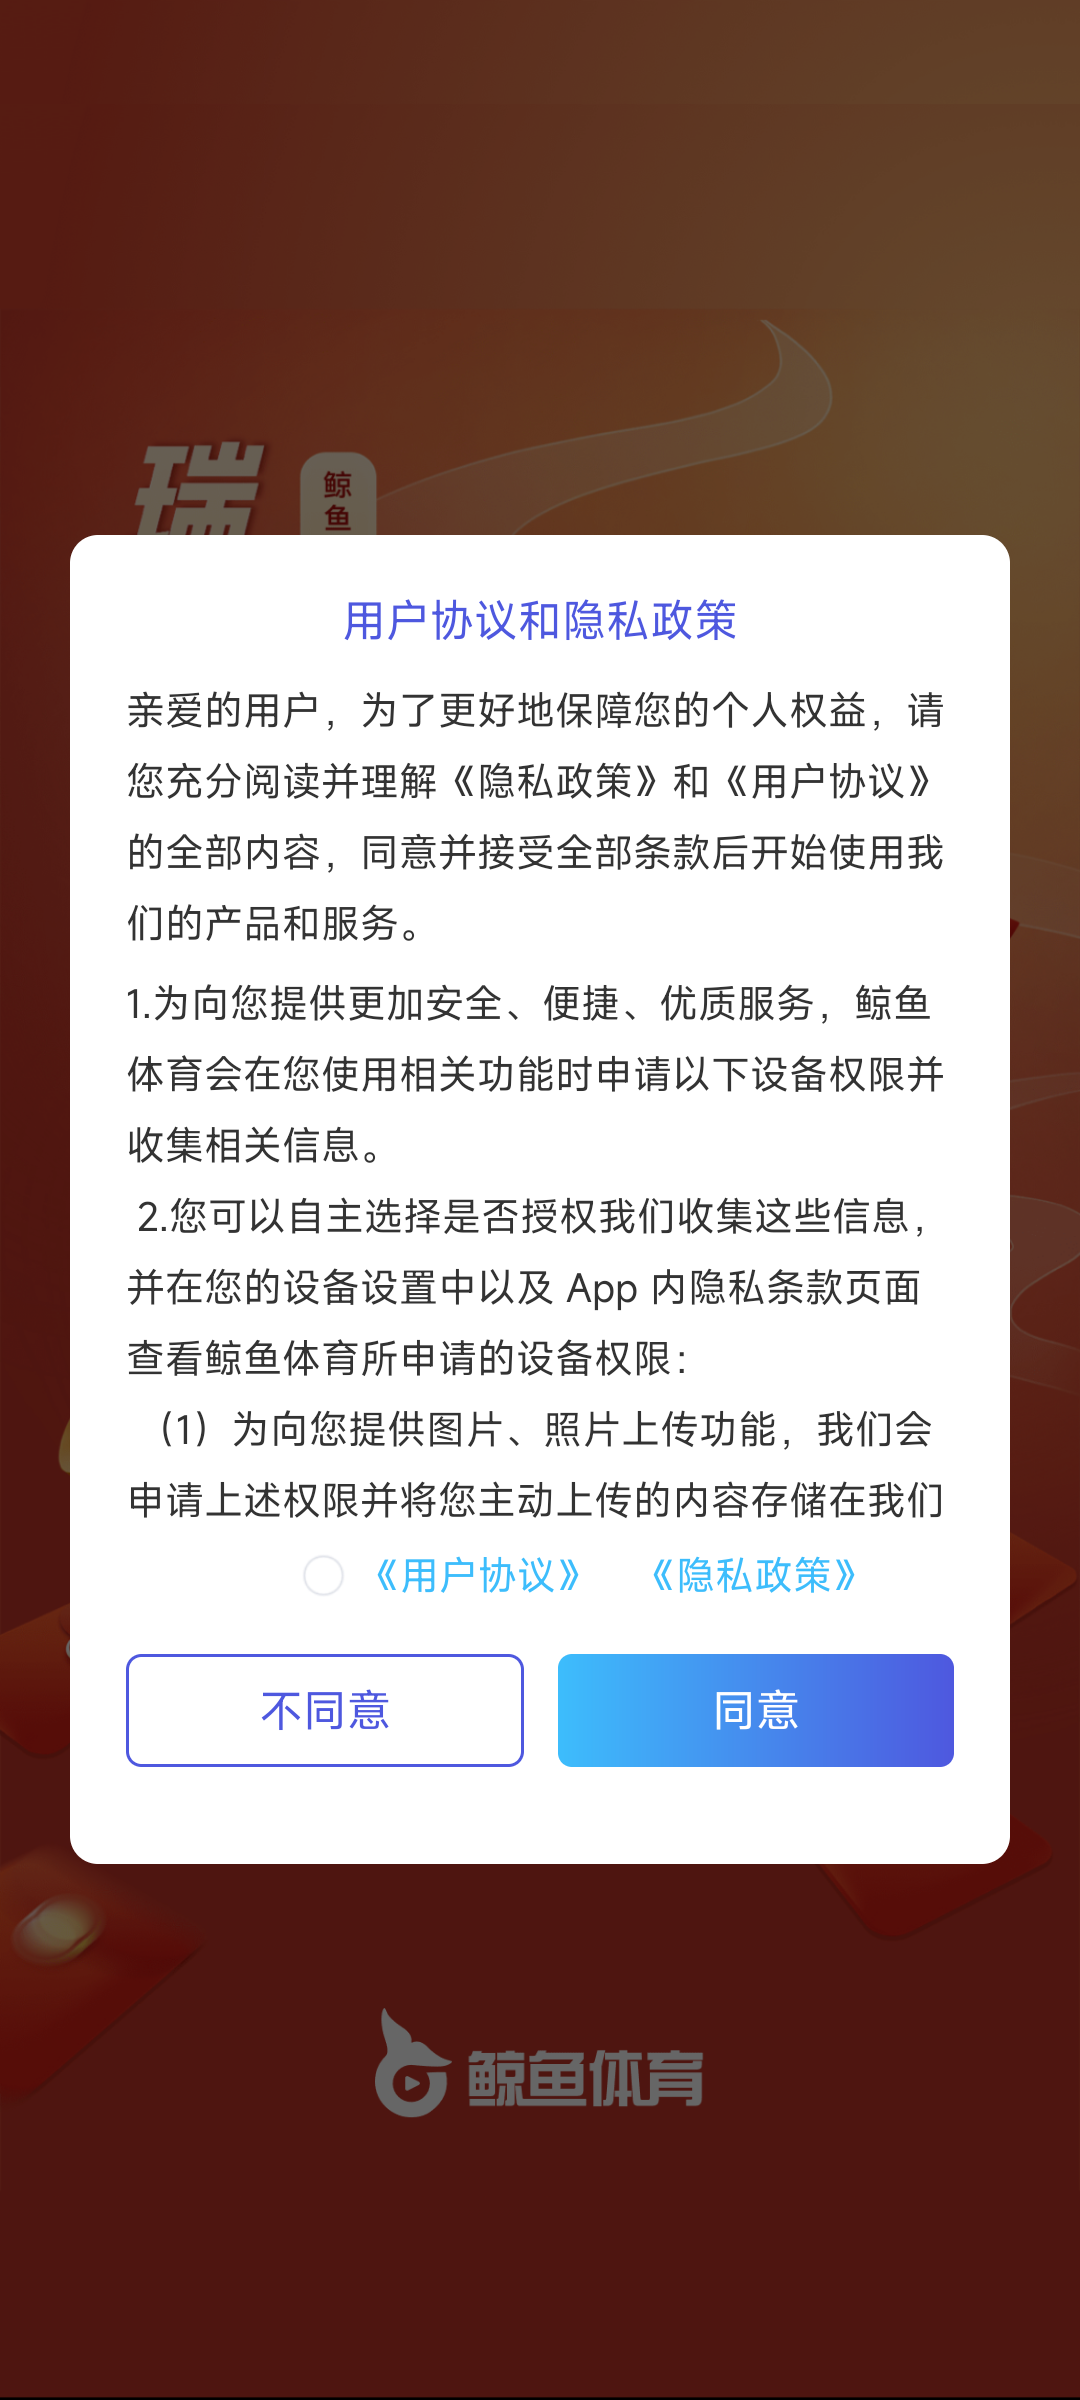 瑞
鲸
鱼
用户协议和隐私政策
亲爱的用户，为了更好地保障您的个人权益，请
您充分阅读并理解《隐私政策》和《用户协议》
的全部内容，同意并接受全部条款后开始使用我
们的产品和服务。
1.为向您提供更加安全、便捷、优质服务，鲸鱼
体育会在您使用相关功能时申请以下设备权限并
收集相关信息。
2.您可以自主选择是否授权我们收集这些信息，
并在您的设备设置中以及 App 内隐私条款页面
查看鲸鱼体育所申请的设备权限：
（1）为向您提供图片、照片上传功能，我们会
申请上述权限并将您主动上传的内容存储在我们
《用户协议》 《隐私政策》
不同意 同意
鲸鱼体育